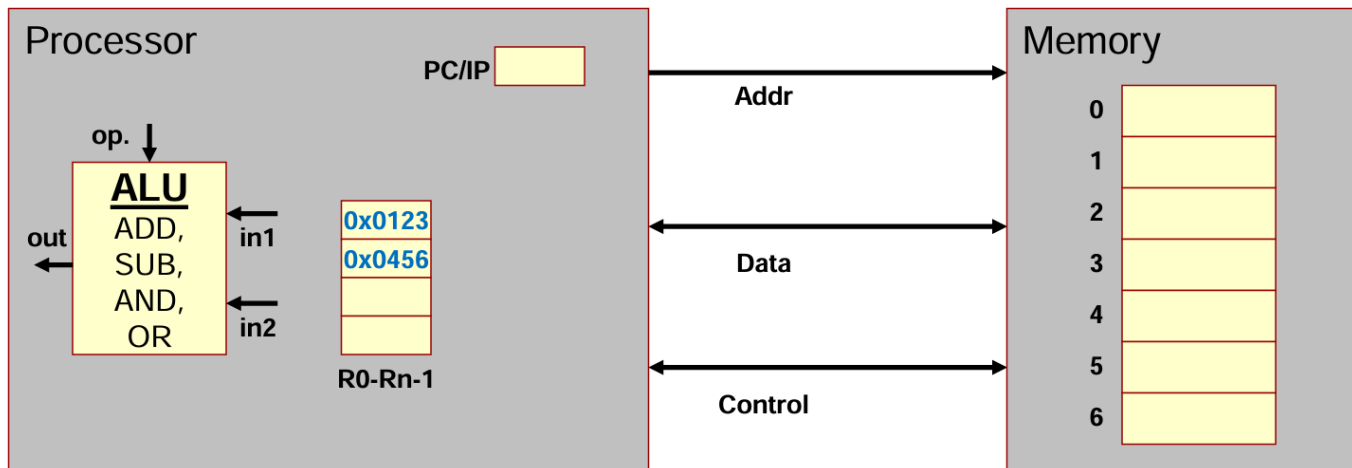 Processor
PC/IP
op.
ALU
ADD,
SUB,
AND,
OR
out
in1
in2
0x0123
0x0456
R0-Rn-1
Addr
Data
Control
Memory
0
1
2
3
4
5
6